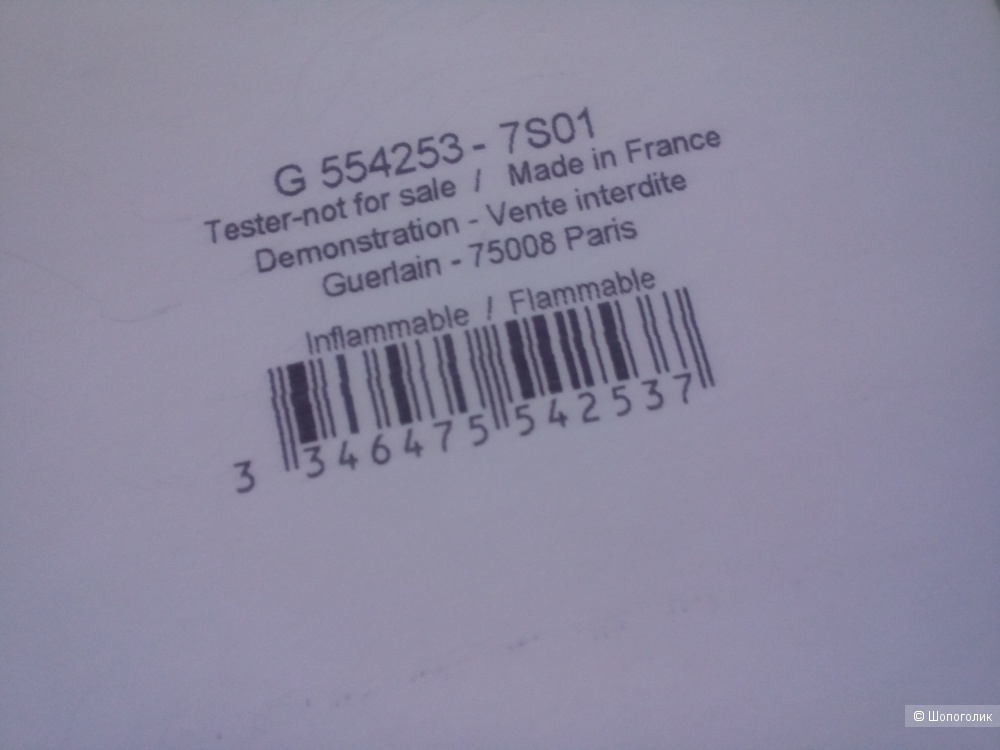 G 554253 - 7S01
Tester-not for sale / Made in France
Demonstration - Vente interdite
Guerlain - 75008 Paris
Inflammable / Flammable
3 346475 542537
© Шопоголик